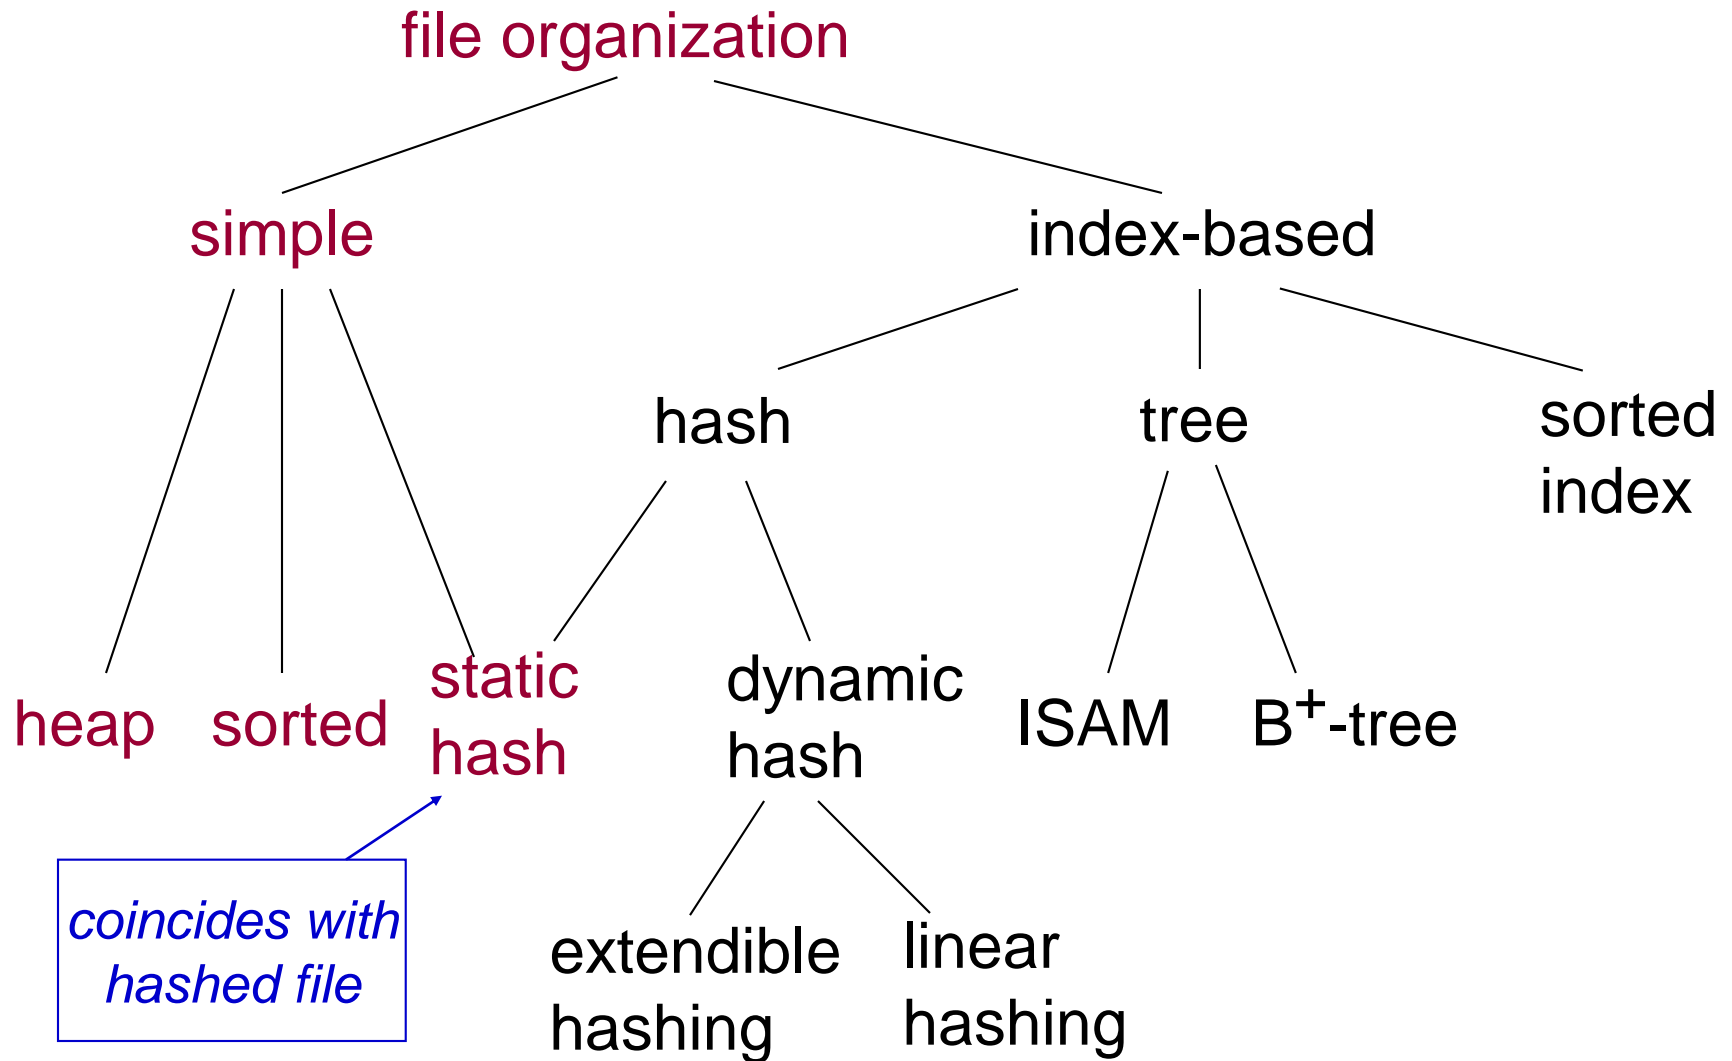 file organization
simple
index-based
hash
tree
sorted
index
heap
sorted
static
hash
dynamic
hash
ISAM
B⁺-tree
coincides with
hashed file
extendible
hashing
linear
hashing